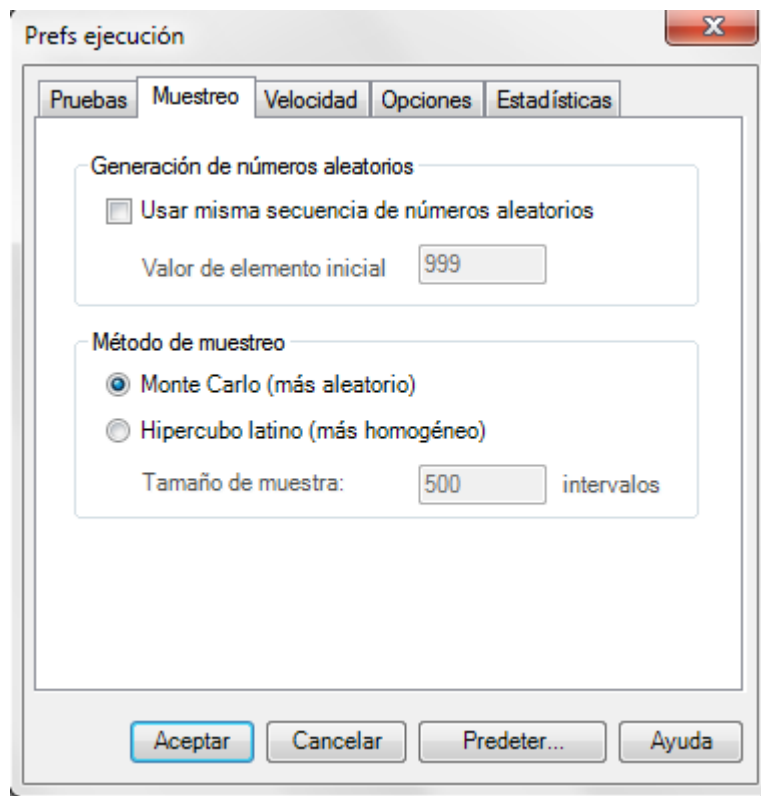 Prefs ejecución
Pruebas Muestreo Velocidad Opciones Estadísticas
Generación de números aleatorios
Usar misma secuencia de números aleatorios
Valor de elemento inicial 999
Método de muestreo
Monte Carlo (más aleatorio)
Hipercubo latino (más homogéneo)
Tamaño de muestra: 500 intervalos
Aceptar Cancelar Predeter... Ayuda